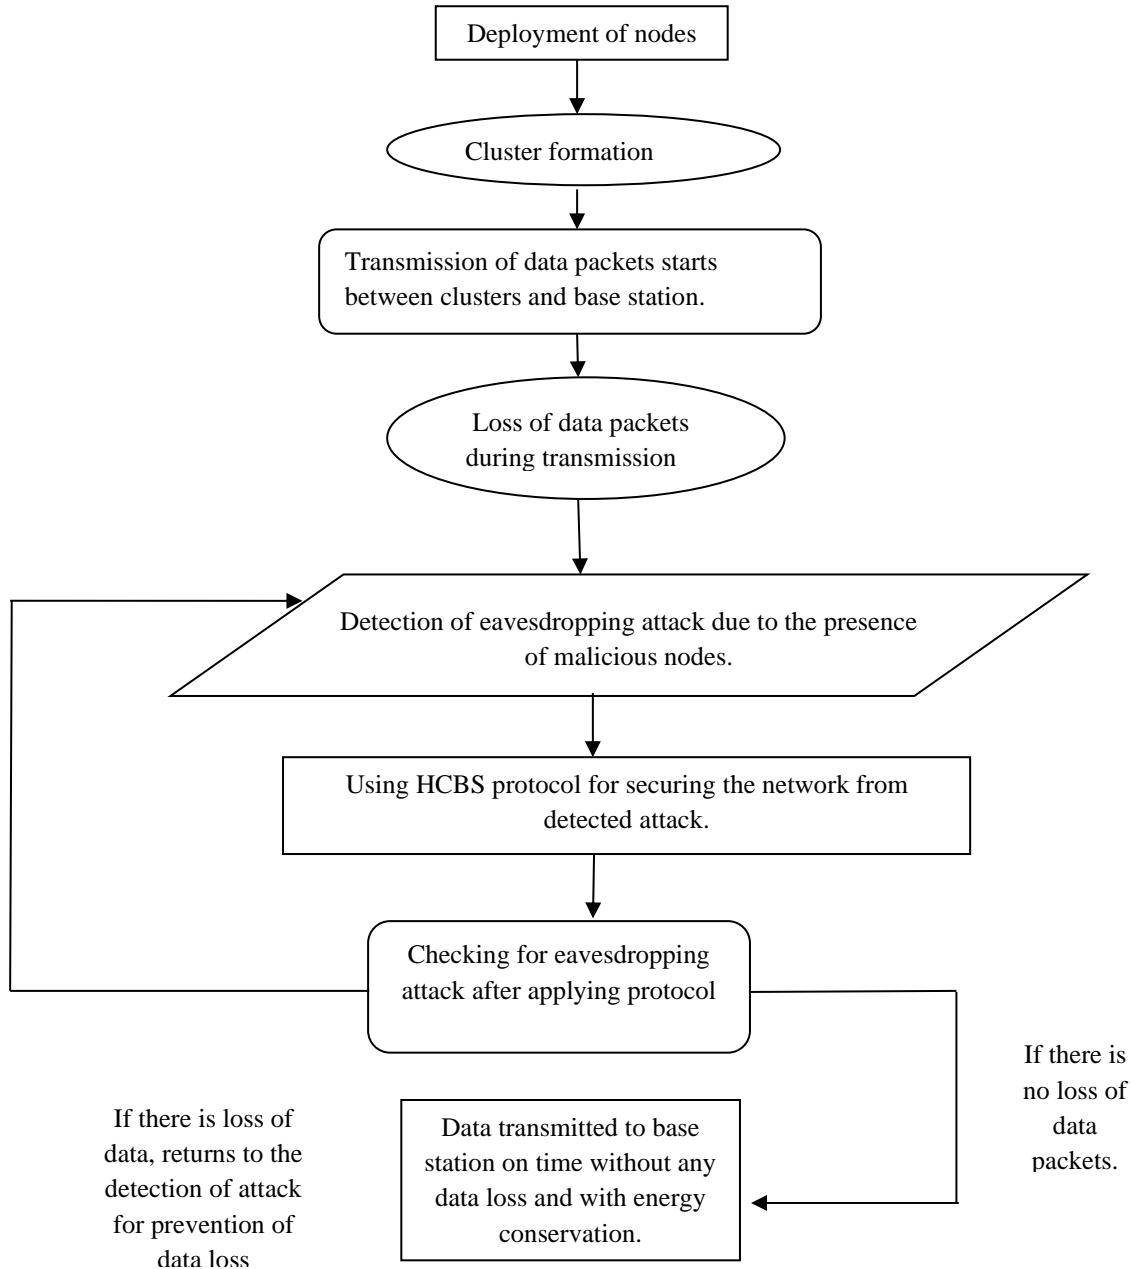 Deployment of nodes
Cluster formation
Transmission of data packets starts
between clusters and base station.
Loss of data packets
during transmission
Detection of eavesdropping attack due to the presence
of malicious nodes.
Using HCBS protocol for securing the network from
detected attack.
Checking for eavesdropping
attack after applying protocol
If there is
no loss of
data
packets.
If there is loss of
data, returns to the
detection of attack
for prevention of
data loss
Data transmitted to base
station on time without any
data loss and with energy
conservation.